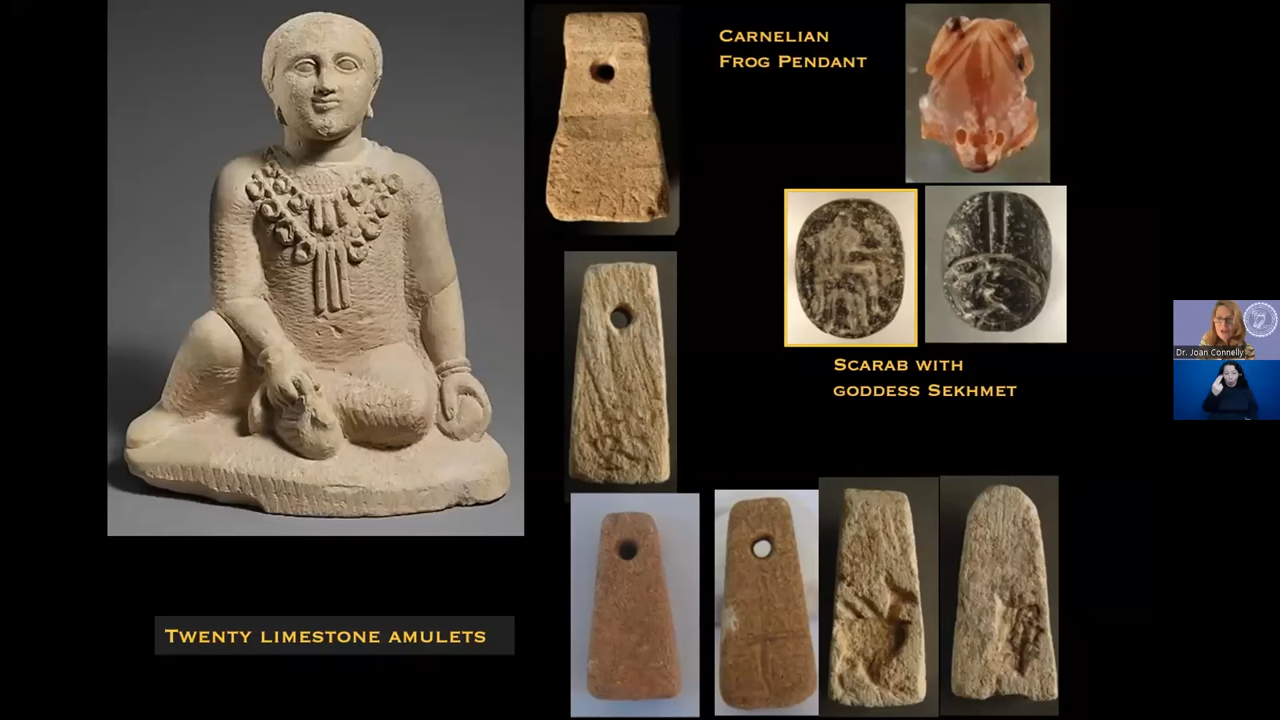 Carnelian
Frog Pendant
Scarab with
goddess Sekhmet
Twenty limestone amulets
Dr. Joan Connelly